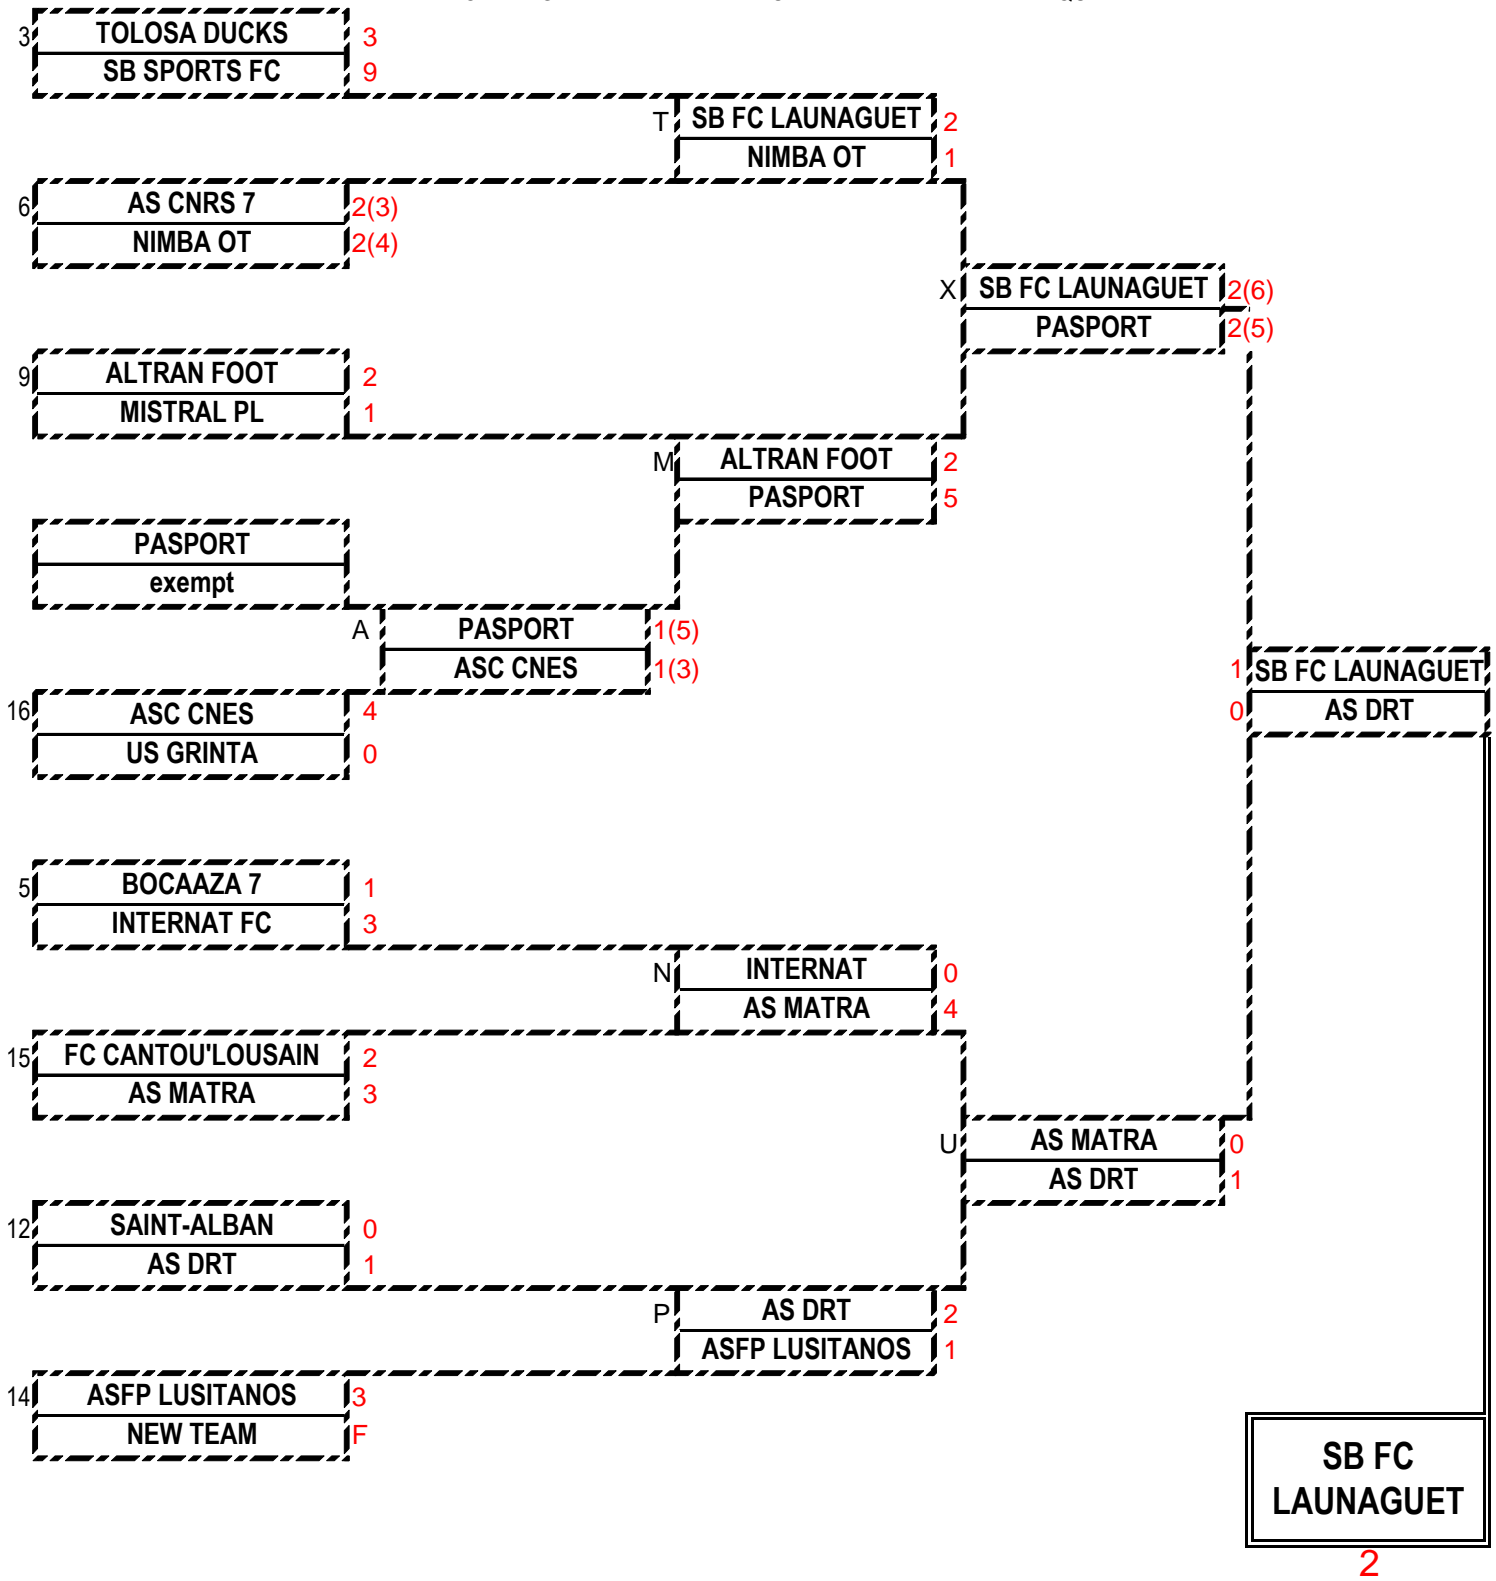 3 TOLOSA DUCKS 3
SB SPORTS FC 9
T SB FC LAUNAGUET 2
NIMBA OT 1
6 AS CNRS 7 2(3)
NIMBA OT 2(4)
X SB FC LAUNAGUET 2(6)
PASPORT 2(5)
9 ALTRAN FOOT 2
MISTRAL PL 1
M ALTRAN FOOT 2
PASPORT 5
PASPORT
exempt
A PASPORT 1(5)
ASC CNES 1(3)
1 SB FC LAUNAGUET
0 AS DRT
16 ASC CNES 4
US GRINTA 0
5 BOCAAZA 7 1
INTERNAT FC 3
N INTERNAT 0
AS MATRA 4
15 FC CANTOU'LOUSAIN 2
AS MATRA 3
U AS MATRA 0
AS DRT 1
12 SAINT-ALBAN 0
AS DRT 1
P AS DRT 2
ASFP LUSITANOS 1
14 ASFP LUSITANOS 3
NEW TEAM F
SB FC
LAUNAGUET
2